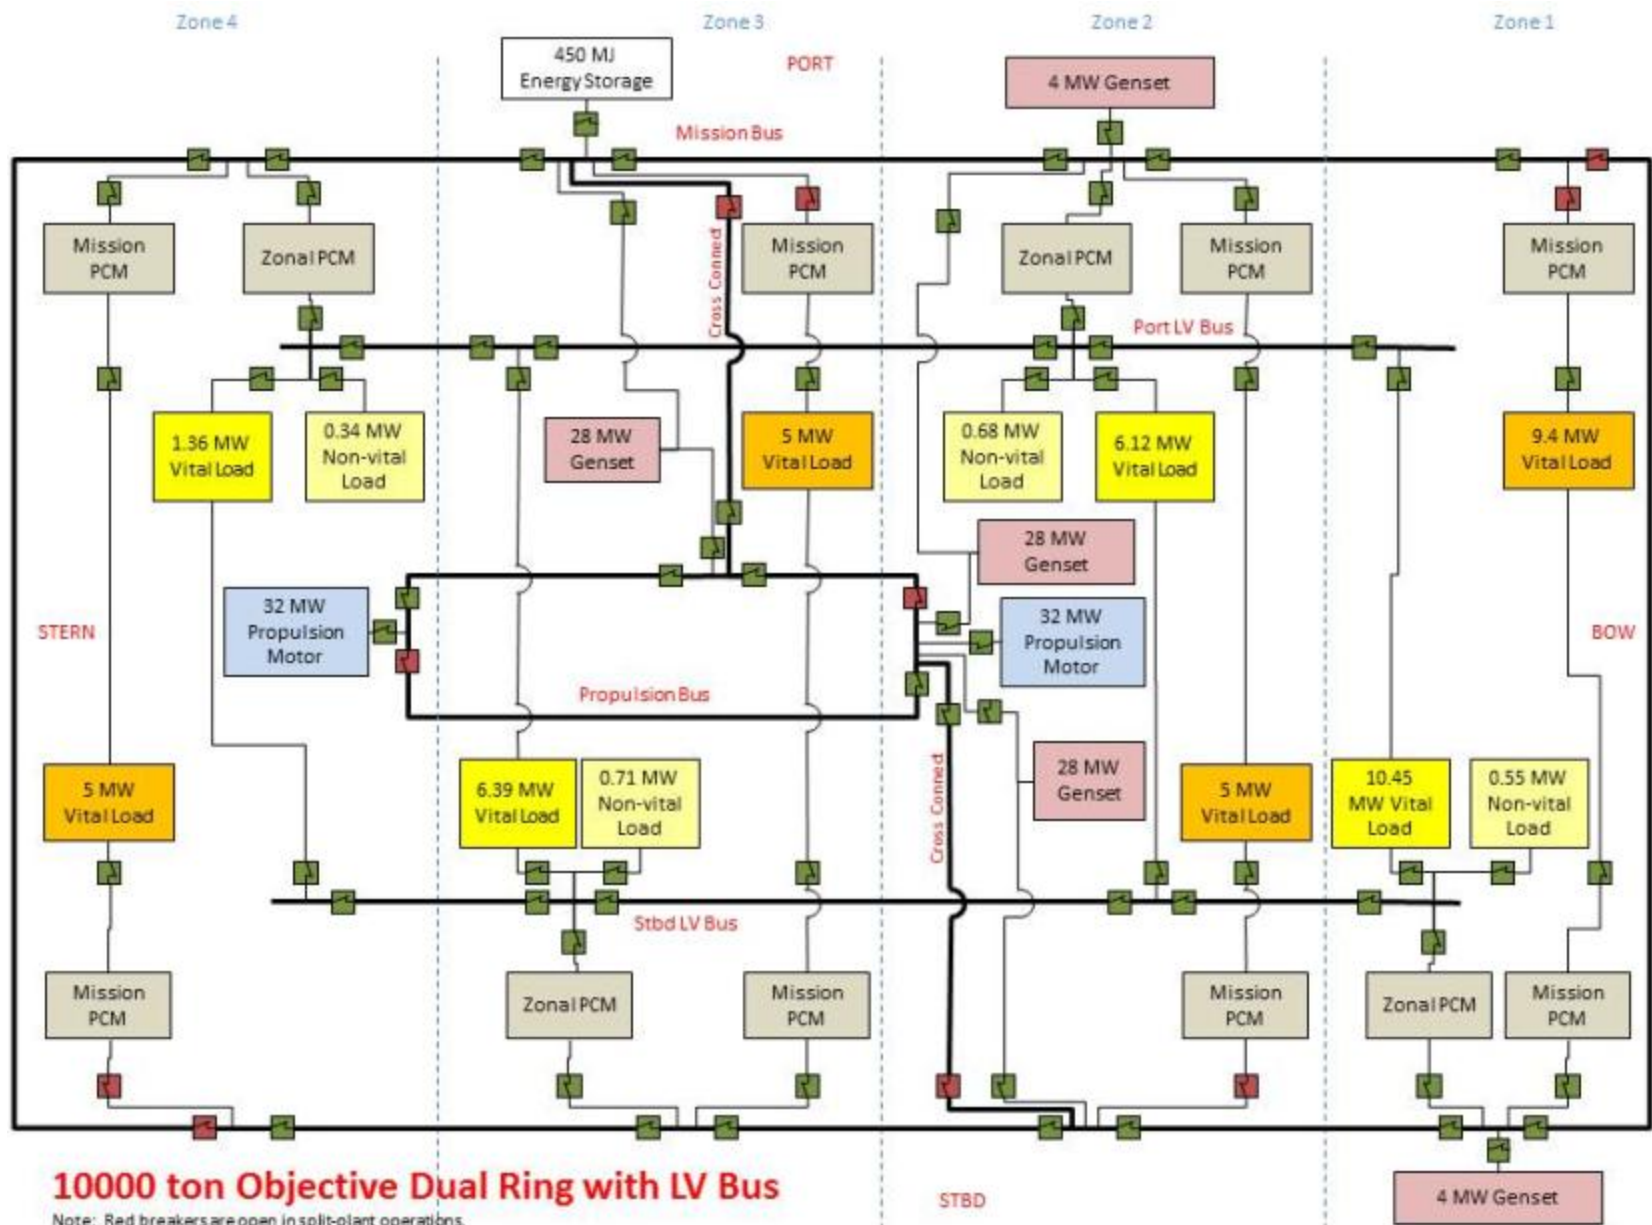 Zone 4
Zone 3
Zone 2
Zone 1
450 MJ
Energy Storage
PORT
4 MW Genset
Mission Bus
Mission
PCM
Zonal PCM
Cross Connect
Mission
PCM
Zonal PCM
Mission
PCM
Mission
PCM
Port LV Bus
1.36 MW
Vital Load
0.34 MW
Non-vital
Load
28 MW
Genset
5 MW
Vital Load
0.68 MW
Non-vital
Load
6.12 MW
Vital Load
9.4 MW
Vital Load
28 MW
Genset
STERN
32 MW
Propulsion
Motor
32 MW
Propulsion
Motor
BOW
Propulsion Bus
5 MW
Vital Load
6.39 MW
Vital Load
0.71 MW
Non-vital
Load
Cross Connect
28 MW
Genset
5 MW
Vital Load
10.45
MW Vital
Load
0.55 MW
Non-vital
Load
Stbd LV Bus
Mission
PCM
Zonal PCM
Mission
PCM
Mission
PCM
Zonal PCM
Mission
PCM
10000 ton Objective Dual Ring with LV Bus
STBD
4 MW Genset
Note: Red breakers are open in split-plant operations.